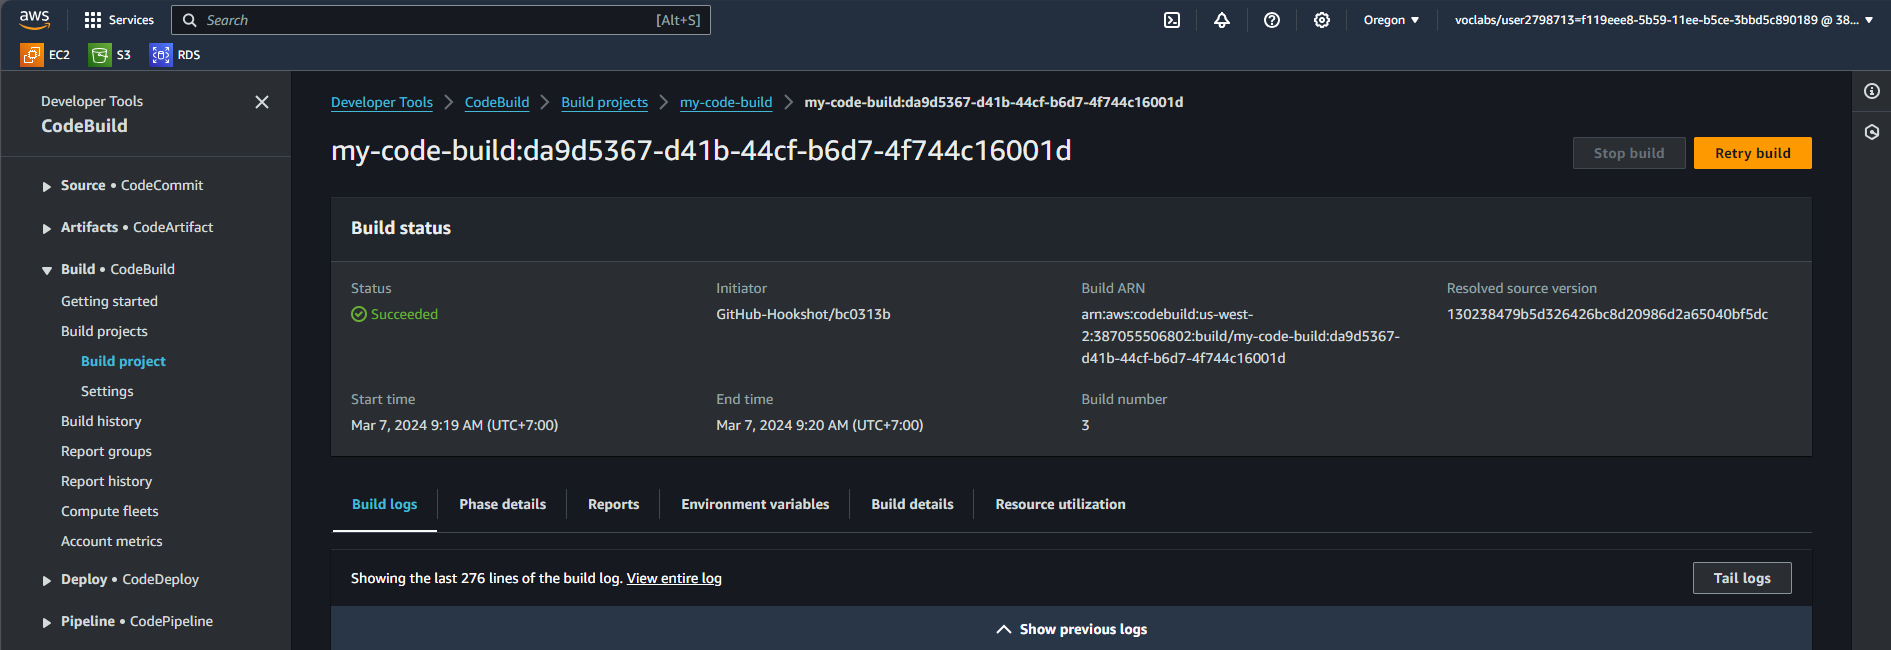 aws
Services
Search
[Alt+S]
Oregon
voclabs/user2798713=f119eee8-5b59-11ee-b5ce-3bbd5c890189 @ 38...
EC2
S3
RDS
Developer Tools
CodeBuild
Source • CodeCommit
Artifacts • CodeArtifact
Build • CodeBuild
Getting started
Build projects
Build project
Settings
Build history
Report groups
Report history
Compute fleets
Account metrics
Deploy • CodeDeploy
Pipeline • CodePipeline
Developer Tools > CodeBuild > Build projects > my-code-build > my-code-build:da9d5367-d41b-44cf-b6d7-4f744c16001d
my-code-build:da9d5367-d41b-44cf-b6d7-4f744c16001d
Stop build
Retry build
Build status
Status
Succeeded
Initiator
GitHub-Hookshot/bc0313b
Build ARN
arn:aws:codebuild:us-west-
2:387055506802:build/my-code-build:da9d5367-
d41b-44cf-b6d7-4f744c16001d
Resolved source version
130238479b5d326426bc8d20986d2a65040bf5dc
Start time
Mar 7, 2024 9:19 AM (UTC+7:00)
End time
Mar 7, 2024 9:20 AM (UTC+7:00)
Build number
3
Build logs
Phase details
Reports
Environment variables
Build details
Resource utilization
Showing the last 276 lines of the build log. View entire log
Tail logs
Show previous logs